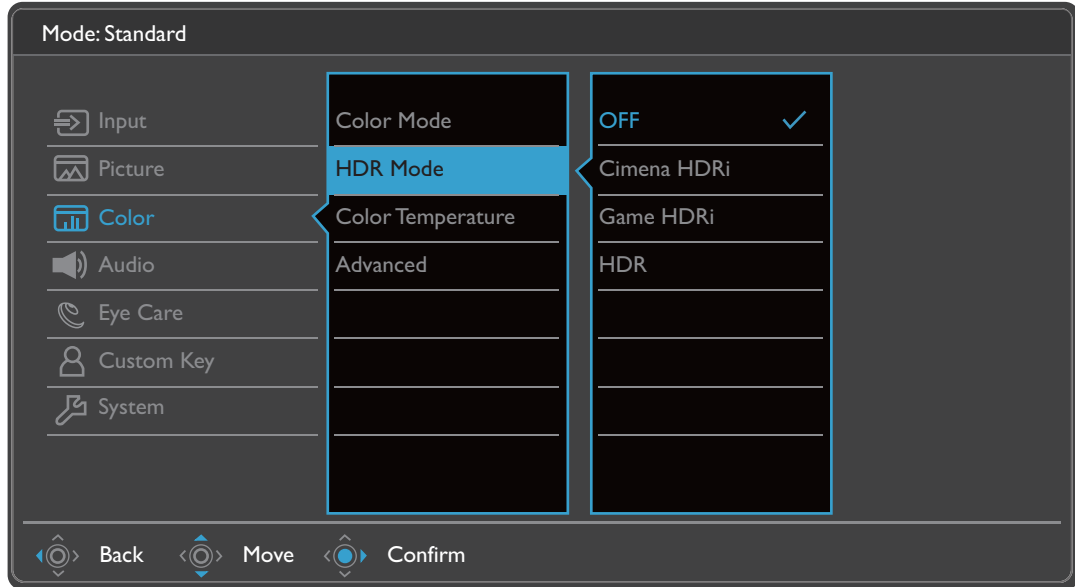 Mode: Standard
Input
Picture
Color
Audio
Eye Care
Custom Key
System
Color Mode
HDR Mode
Color Temperature
Advanced
OFF
Cimena HDRi
Game HDRi
HDR
Back Move Confirm